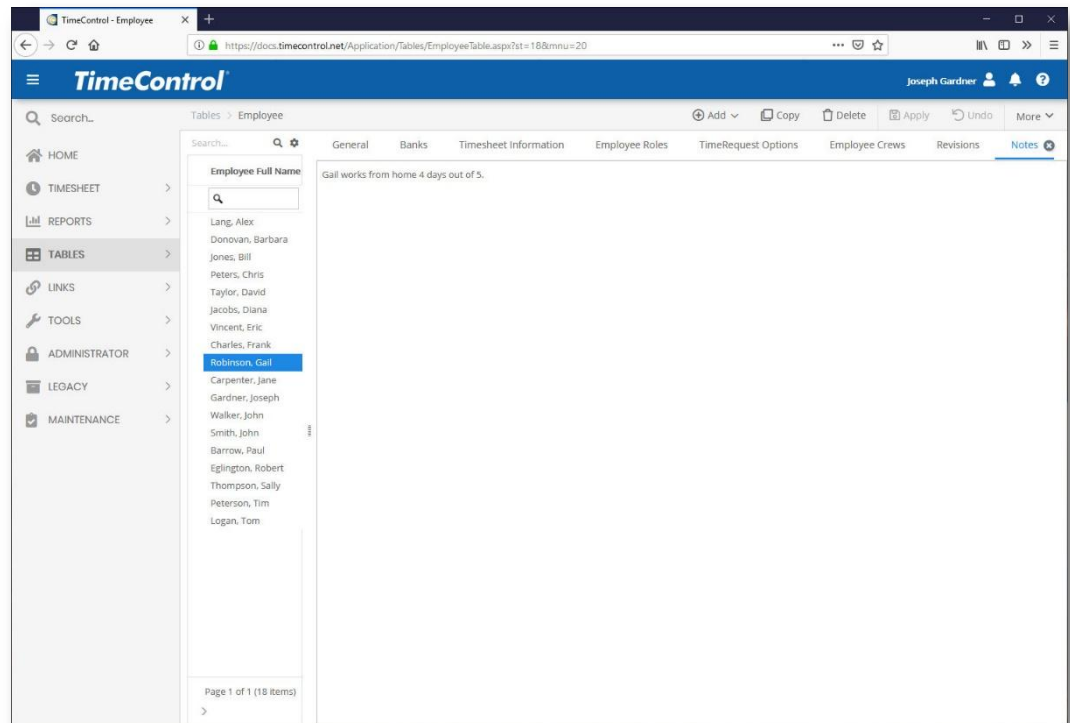 TimeControl - Employee
https://docs.timecontrol.net/Application/Tables/EmployeeTable.aspx?st=18&mnu=20
TimeControl
Joseph Gardner
Search...
Tables > Employee
Add
Copy
Delete
Apply
Undo
More
HOME
TIMESHEET
REPORTS
TABLES
LINKS
TOOLS
ADMINISTRATOR
LEGACY
MAINTENANCE
Search...
General
Banks
Timesheet Information
Employee Roles
TimeRequest Options
Employee Crews
Revisions
Notes
Employee Full Name
Lang, Alex
Donovan, Barbara
Jones, Bill
Peters, Chris
Taylor, David
Jacobs, Diana
Vincent, Eric
Charles, Frank
Robinson, Gail
Carpenter, Jane
Gardner, Joseph
Walker, John
Smith, John
Barrow, Paul
Eglington, Robert
Thompson, Sally
Peterson, Tim
Logan, Tom
Page 1 of 1 (18 items)
Gail works from home 4 days out of 5.